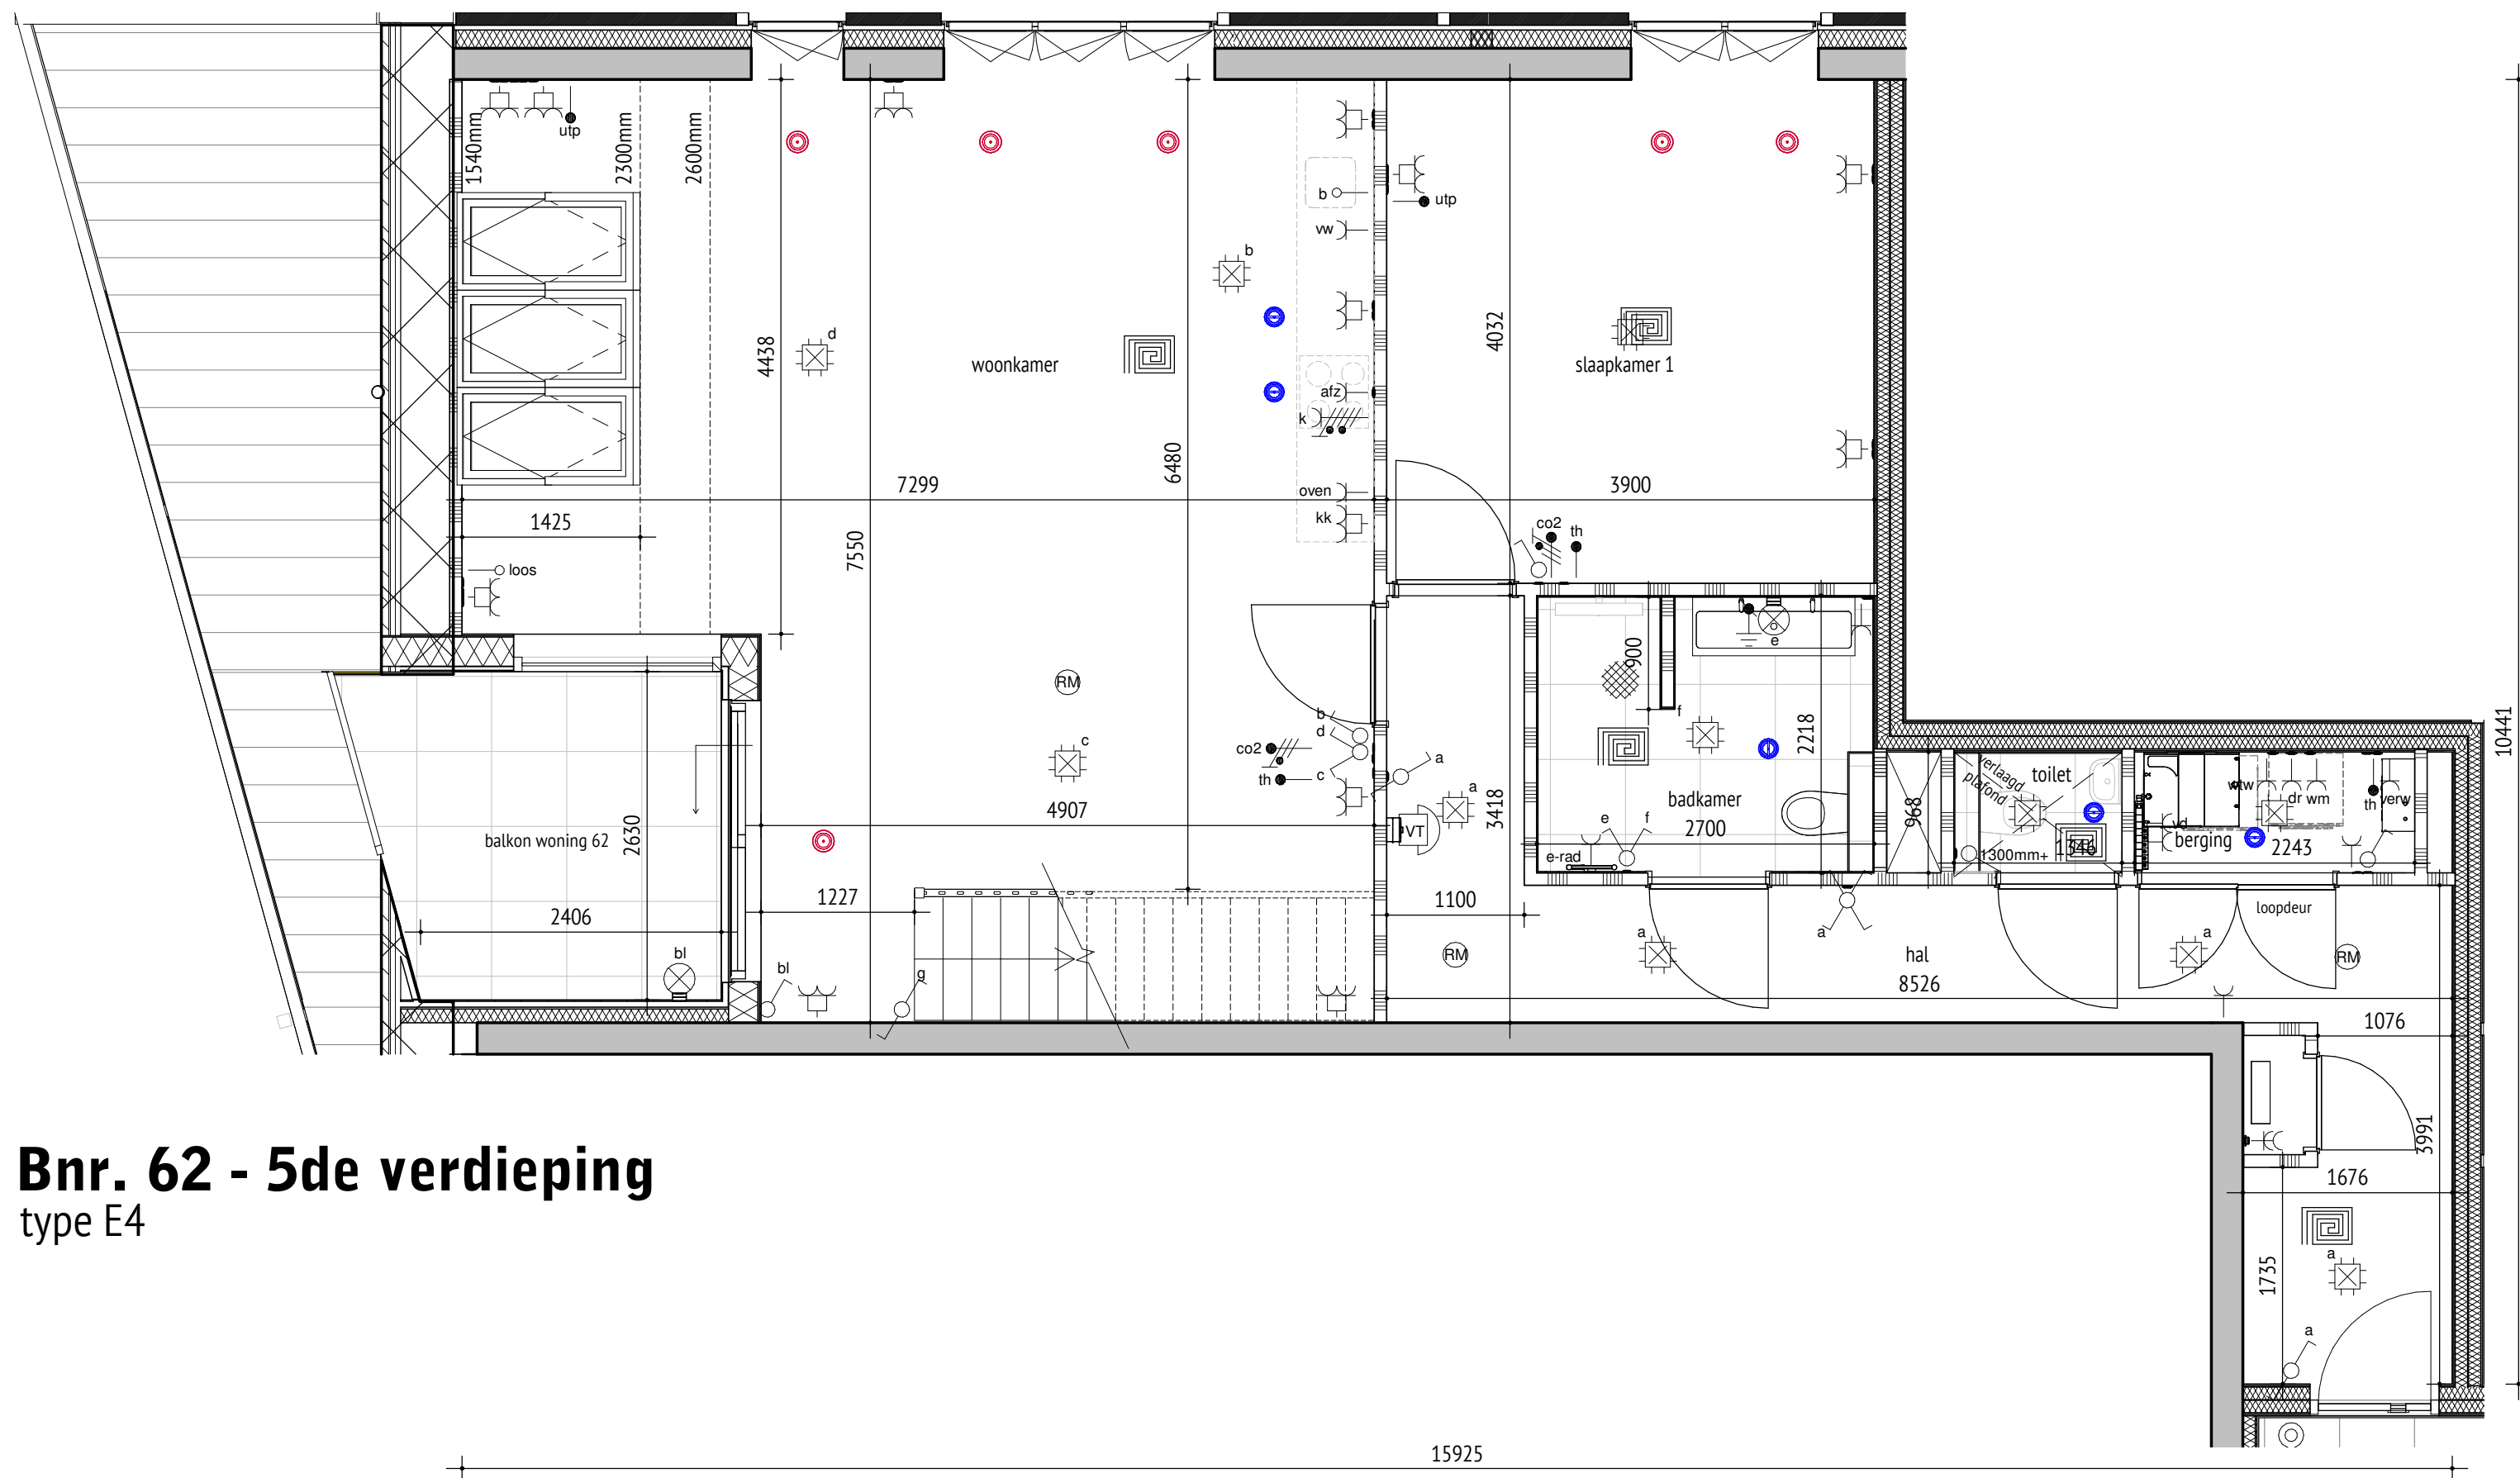 1540mm
2300mm
2600mm
utp
b
vw
utp
b
d
4438
woonkamer
6480
4032
slaapkamer 1
afz
k
7299
3900
oven
kk
1425
7550
co2
th
loos
900
e
RM
b
d
c
co2
th
c
f
a
2218
10441
4907
balkon woning 62
2630
VT
a
3418
badkamer
2700
e
f
e-rad
968
verlaagd
plafond
toilet
1300mm+
1346
wtw
dr wm
th
verw
vd
berging
2243
1227
1100
2406
bl
bl
g
RM
a
a
hal
8526
a
loopdeur
RM
1076
3991
1676
1735
a
a
Bnr. 62 - 5de verdieping
type E4
15925